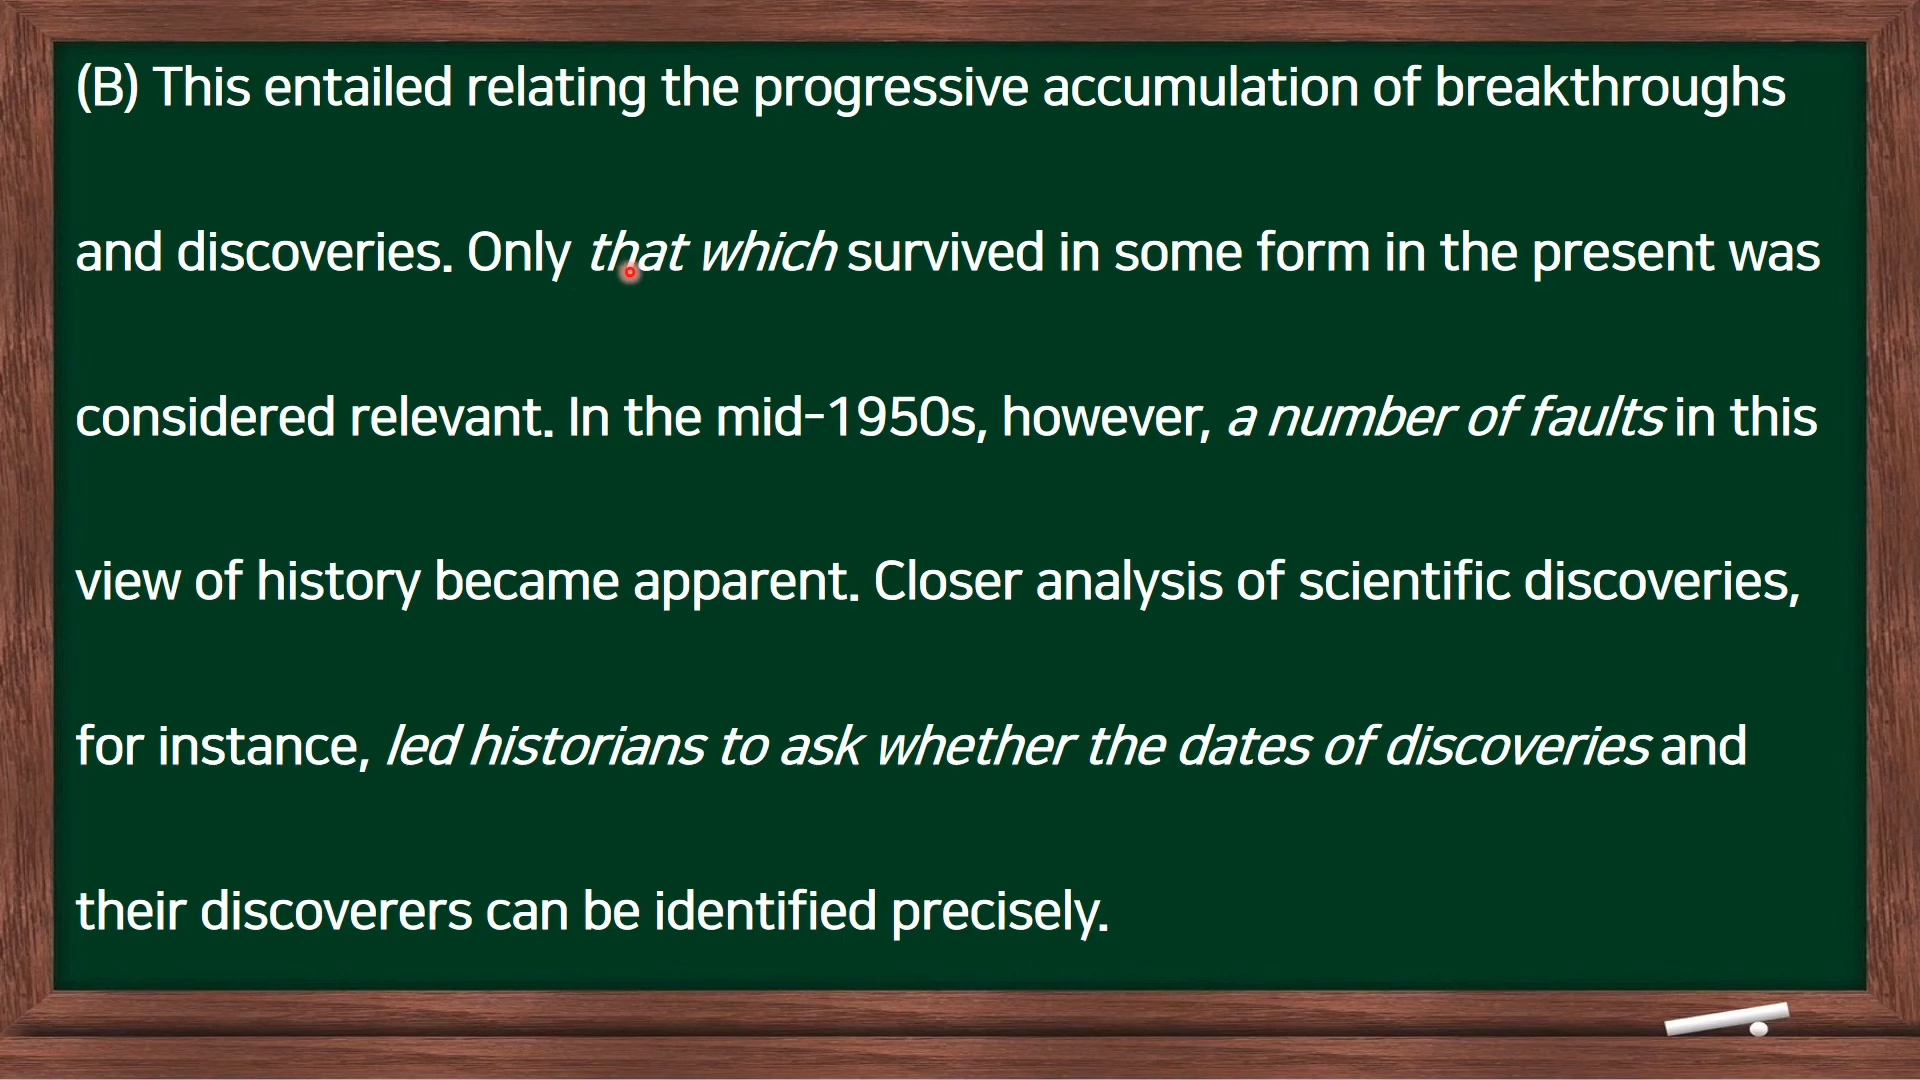 (B) This entailed relating the progressive accumulation of breakthroughs
and discoveries. Only that which survived in some form in the present was
considered relevant. In the mid-1950s, however, a number of faults in this
view of history became apparent. Closer analysis of scientific discoveries,
for instance, led historians to ask whether the dates of discoveries and
their discoverers can be identified precisely.